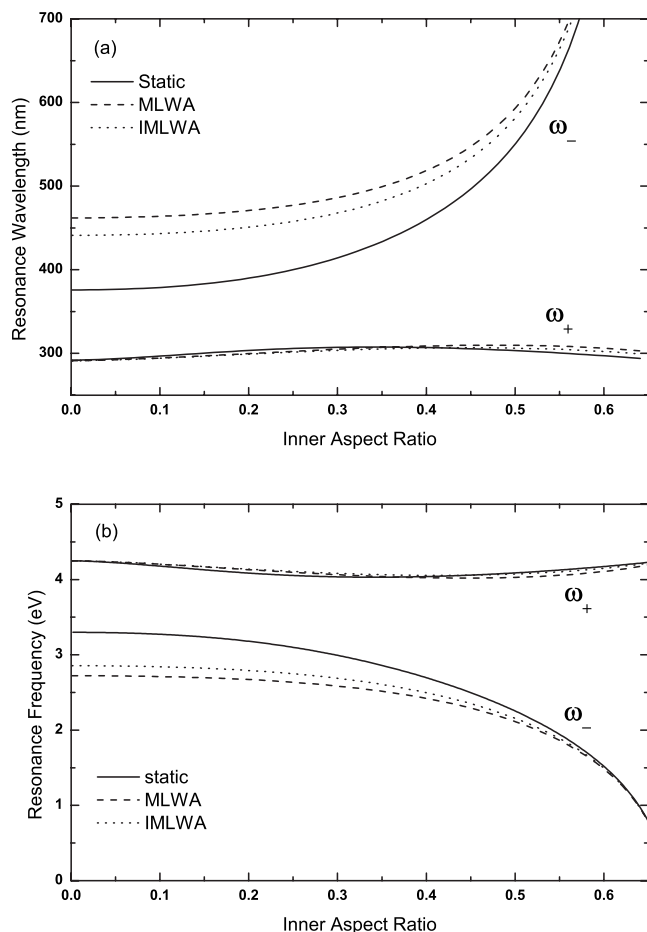 700
(a)
Static
MLWA
IMLWA
600
500
400
300
ω₋
ω₊
Resonance Wavelength (nm)
0.0 0.1 0.2 0.3 0.4 0.5 0.6
Inner Aspect Ratio
5
(b)
4
3
2
1
0
ω₊
ω₋
static
MLWA
IMLWA
Resonance Frequency (eV)
0.0 0.1 0.2 0.3 0.4 0.5 0.6
Inner Aspect Ratio